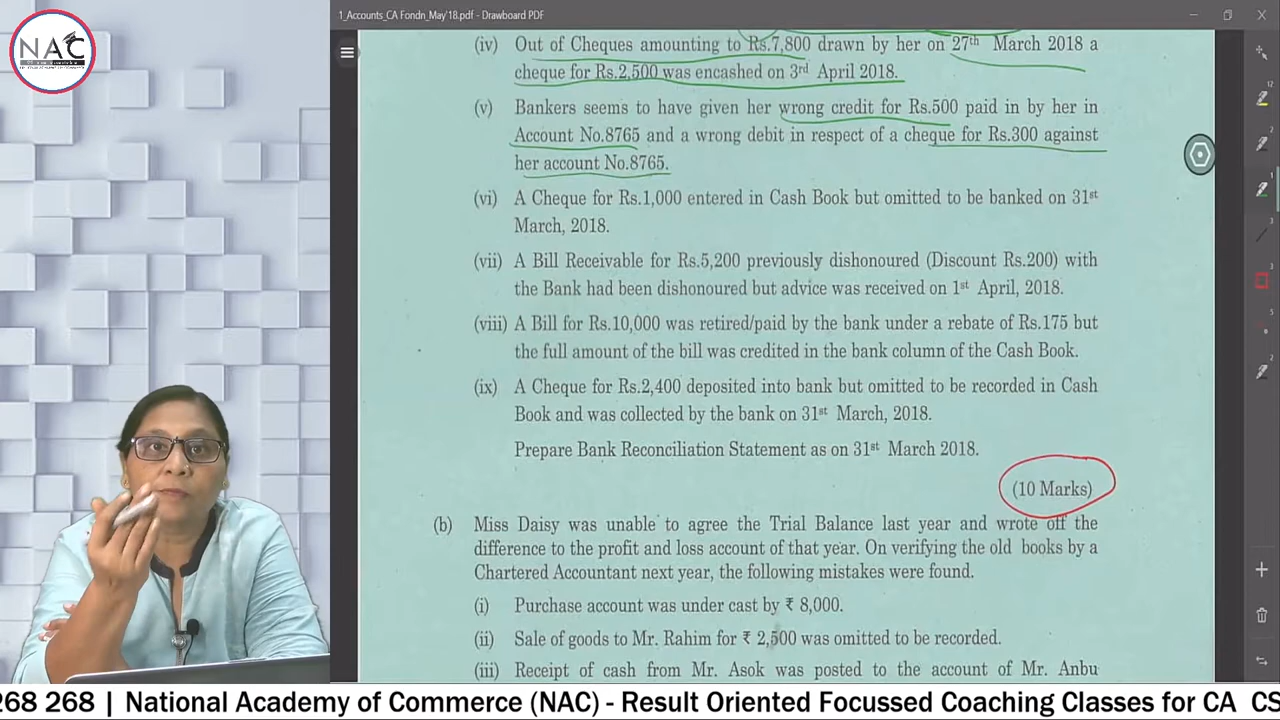 1_Accounts_CA Fondn_May'18.pdf - Drawboard PDF
NAC
(iv) Out of Cheques amounting to Rs.7,800 drawn by her on 27th March 2018 a
cheque for Rs.2,500 was encashed on 3rd April 2018.
(v) Bankers seems to have given her wrong credit for Rs.500 paid in by her in
Account No.8765 and a wrong debit in respect of a cheque for Rs.300 against
her account No.8765.
(vi) A Cheque for Rs.1,000 entered in Cash Book but omitted to be banked on 31st
March, 2018.
(vii) A Bill Receivable for Rs.5,200 previously dishonoured (Discount Rs.200) with
the Bank had been dishonoured but advice was received on 1st April, 2018.
(viii) A Bill for Rs.10,000 was retired/paid by the bank under a rebate of Rs.175 but
the full amount of the bill was credited in the bank column of the Cash Book.
(ix) A Cheque for Rs.2,400 deposited into bank but omitted to be recorded in Cash
Book and was collected by the bank on 31st March, 2018.
Prepare Bank Reconciliation Statement as on 31st March 2018.
(10 Marks)
(b) Miss Daisy was unable to agree the Trial Balance last year and wrote off the
difference to the profit and loss account of that year. On verifying the old books by a
Chartered Accountant next year, the following mistakes were found.
(i) Purchase account was under cast by ₹ 8,000.
(ii) Sale of goods to Mr. Rahim for ₹ 2,500 was omitted to be recorded.
(iii) Receipt of cash from Mr. Asok was posted to the account of Mr. Anbu
268 268 | National Academy of Commerce (NAC) - Result Oriented Focussed Coaching Classes for CA CS